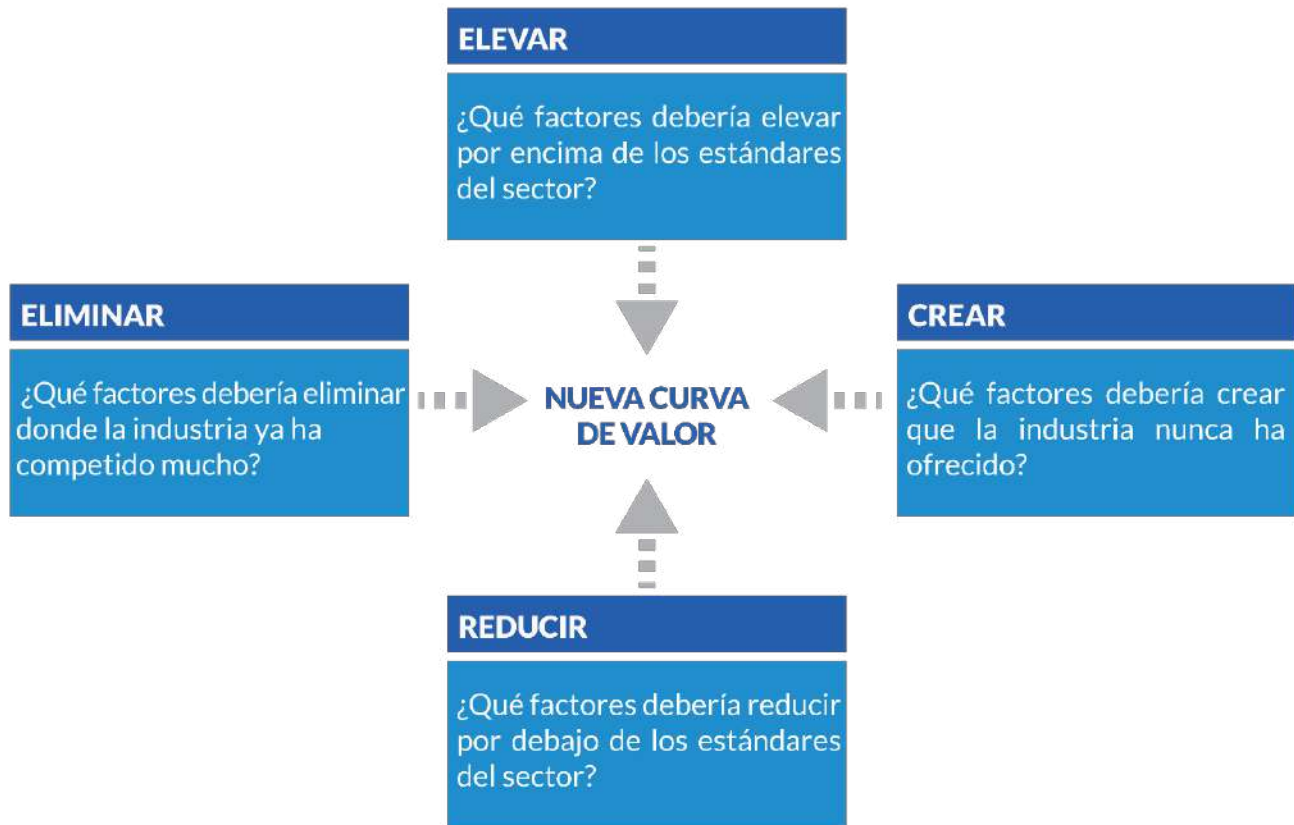 ELEVAR
¿Qué factores debería elevar
por encima de los estándares
del sector?
ELIMINAR
¿Qué factores debería eliminar
donde la industria ya ha
competido mucho?
NUEVA CURVA
DE VALOR
CREAR
¿Qué factores debería crear
que la industria nunca ha
ofrecido?
REDUCIR
¿Qué factores debería reducir
por debajo de los estándares
del sector?